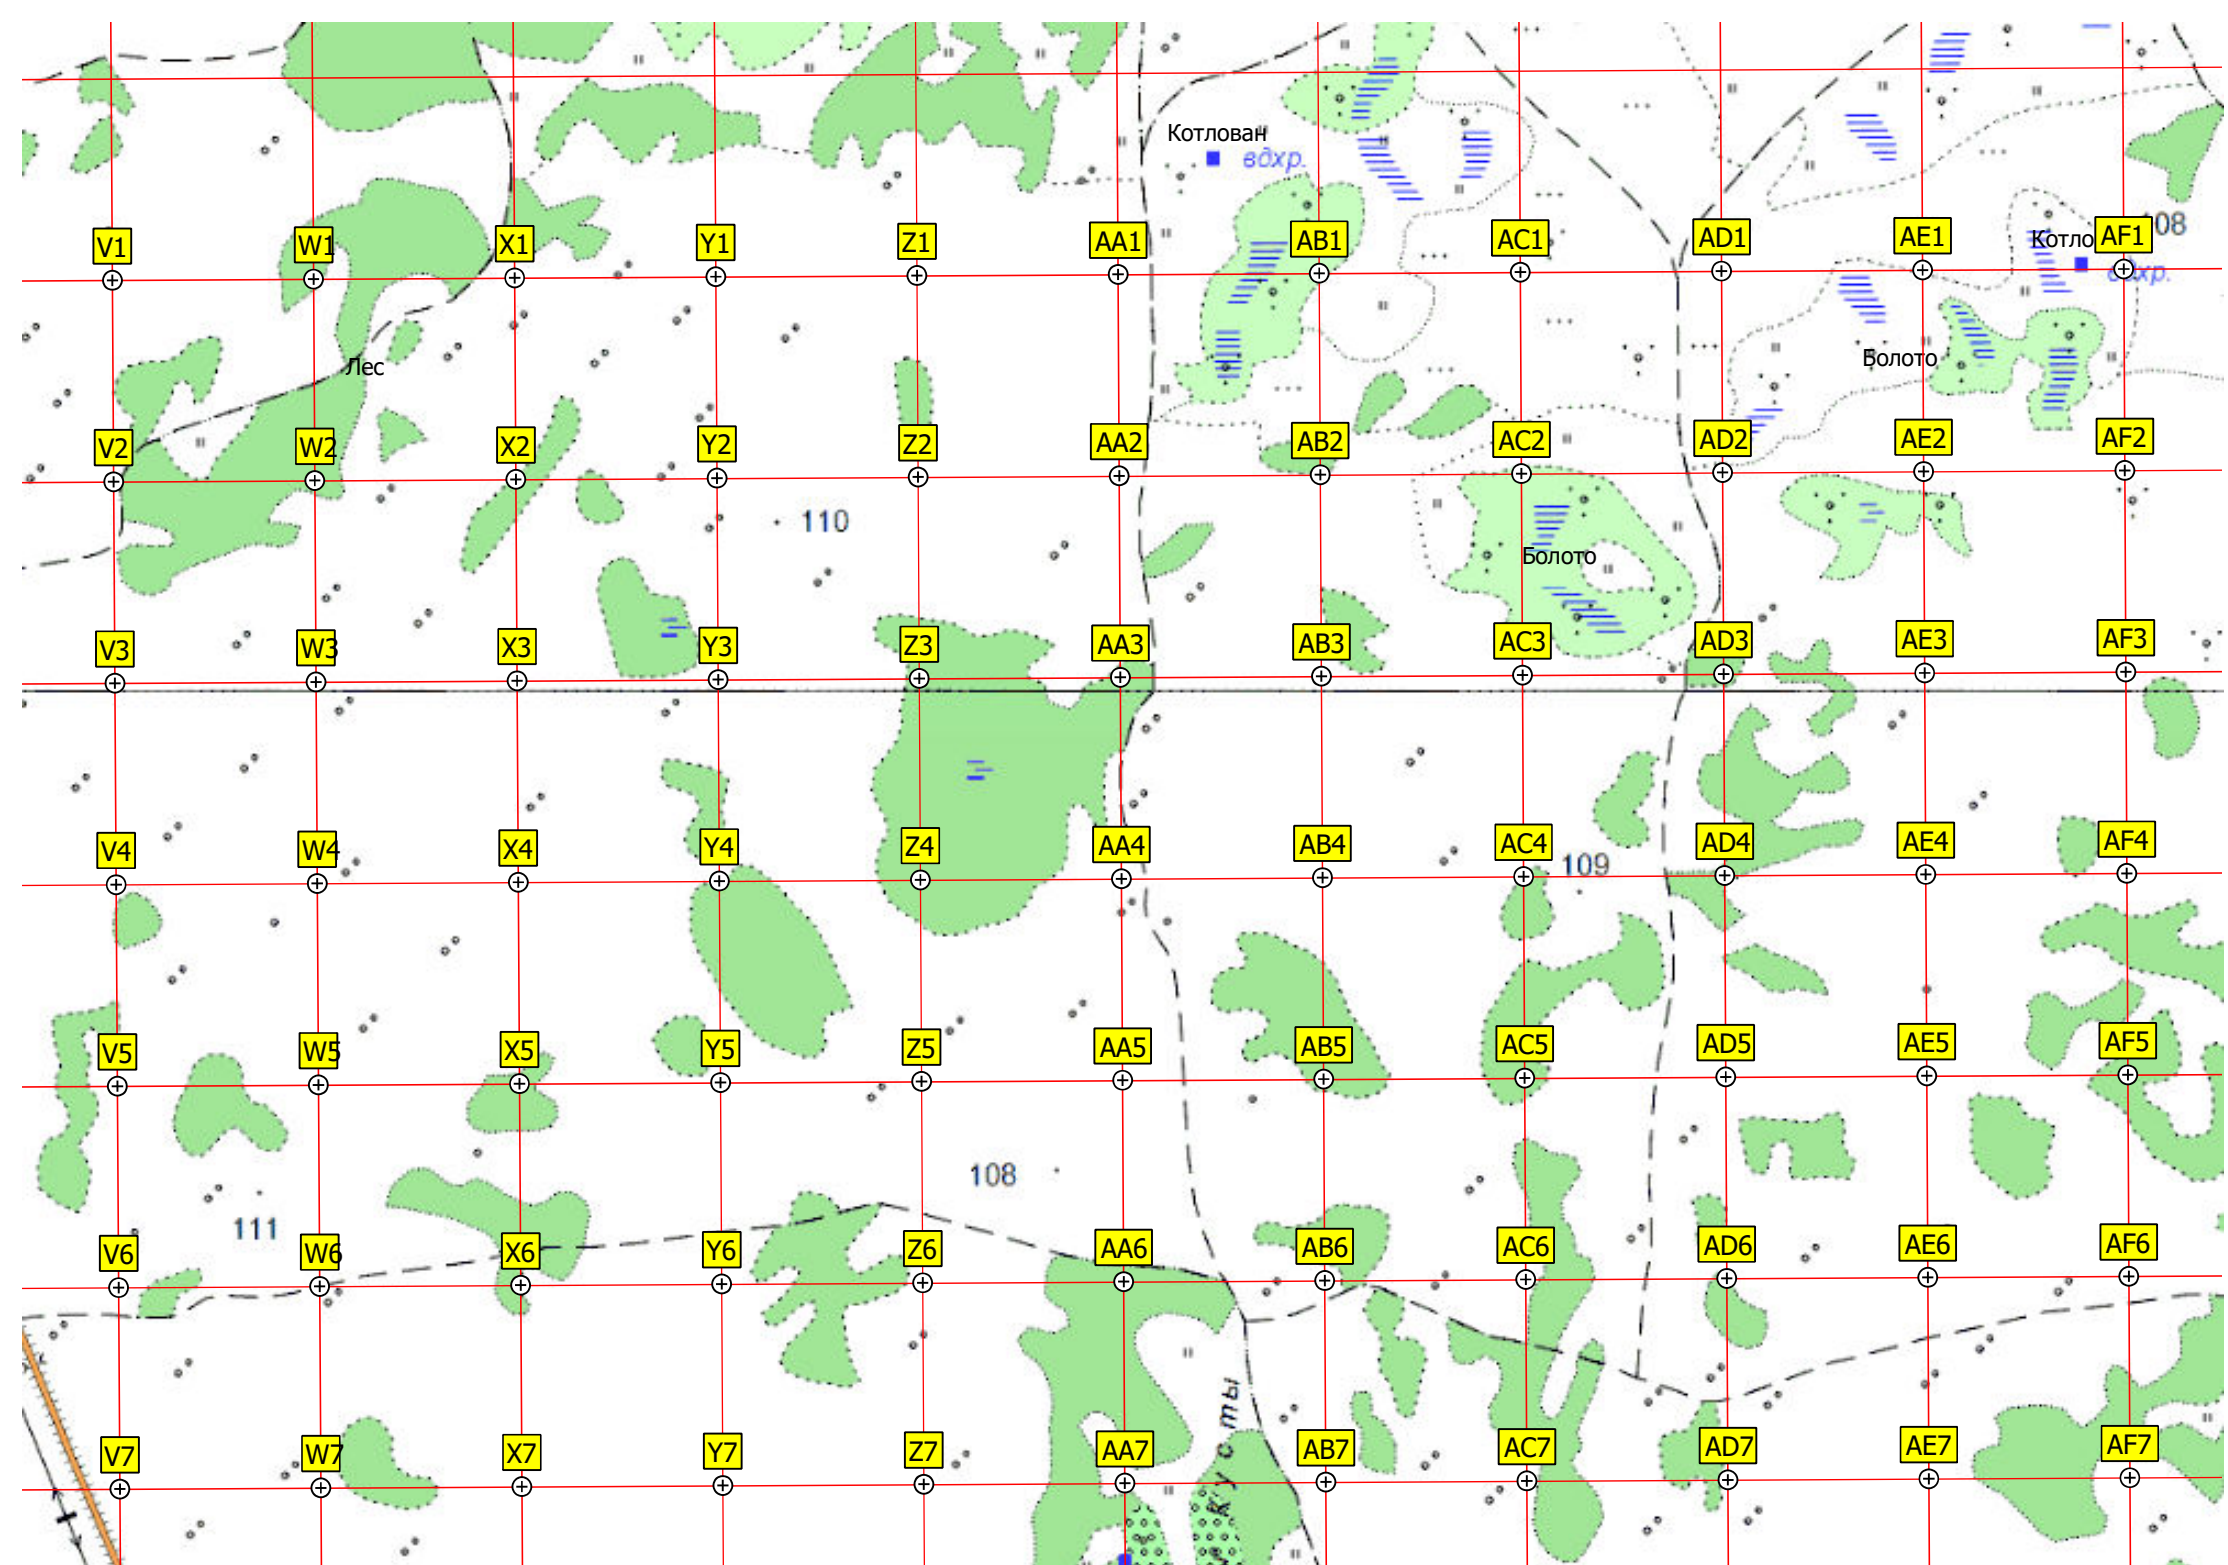 Котлован
вдхр.
V1 W1 X1 Y1 Z1 AA1 AB1 AC1 AD1 AE1 Котло AF1 08
вдхр.
Лес
Болото
V2 W2 X2 Y2 Z2 AA2 AB2 AC2 AD2 AE2 AF2
110
Болото
V3 W3 X3 Y3 Z3 AA3 AB3 AC3 AD3 AE3 AF3
V4 W4 X4 Y4 Z4 AA4 AB4 AC4 AD4 AE4 AF4
109
V5 W5 X5 Y5 Z5 AA5 AB5 AC5 AD5 AE5 AF5
108
111
V6 W6 X6 Y6 Z6 AA6 AB6 AC6 AD6 AE6 AF6
кусты
V7 W7 X7 Y7 Z7 AA7 AB7 AC7 AD7 AE7 AF7